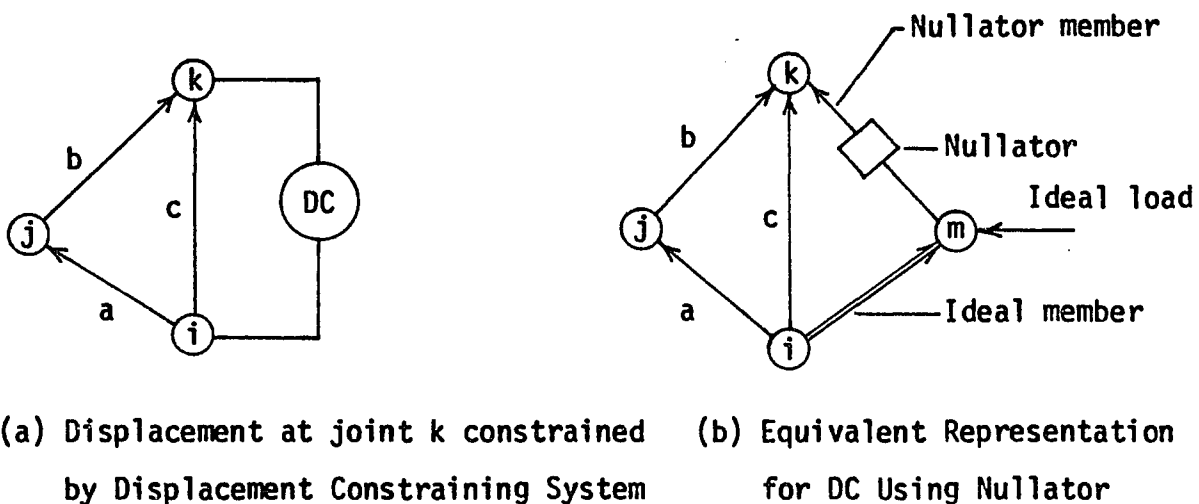 k
b
c
DC
j
a
i
Nullator member
k
b
Nullator
Ideal load
c
j
m
a
Ideal member
i
(a) Displacement at joint k constrained
by Displacement Constraining System
(b) Equivalent Representation
for DC Using Nullator